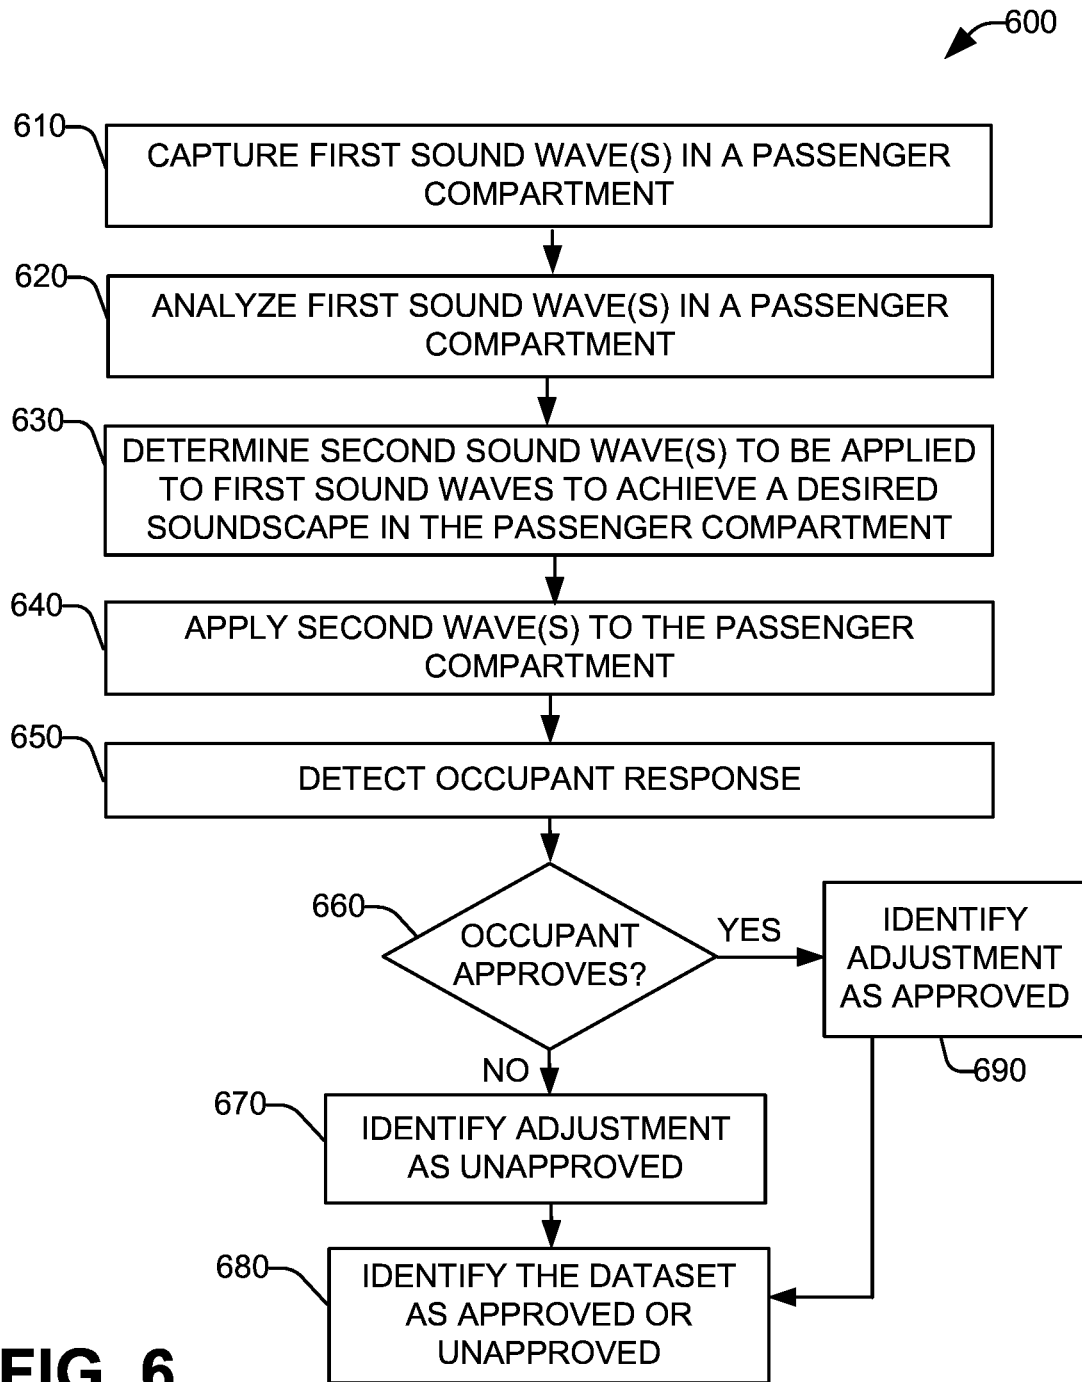 600
610
CAPTURE FIRST SOUND WAVE(S) IN A PASSENGER
COMPARTMENT
620
ANALYZE FIRST SOUND WAVE(S) IN A PASSENGER
COMPARTMENT
630
DETERMINE SECOND SOUND WAVE(S) TO BE APPLIED
TO FIRST SOUND WAVES TO ACHIEVE A DESIRED
SOUNDSCAPE IN THE PASSENGER COMPARTMENT
640
APPLY SECOND WAVE(S) TO THE PASSENGER
COMPARTMENT
650
DETECT OCCUPANT RESPONSE
660
OCCUPANT
APPROVES?
YES
IDENTIFY
ADJUSTMENT
AS APPROVED
690
NO
670
IDENTIFY ADJUSTMENT
AS UNAPPROVED
680
IDENTIFY THE DATASET
AS APPROVED OR
UNAPPROVED
FIG. 6